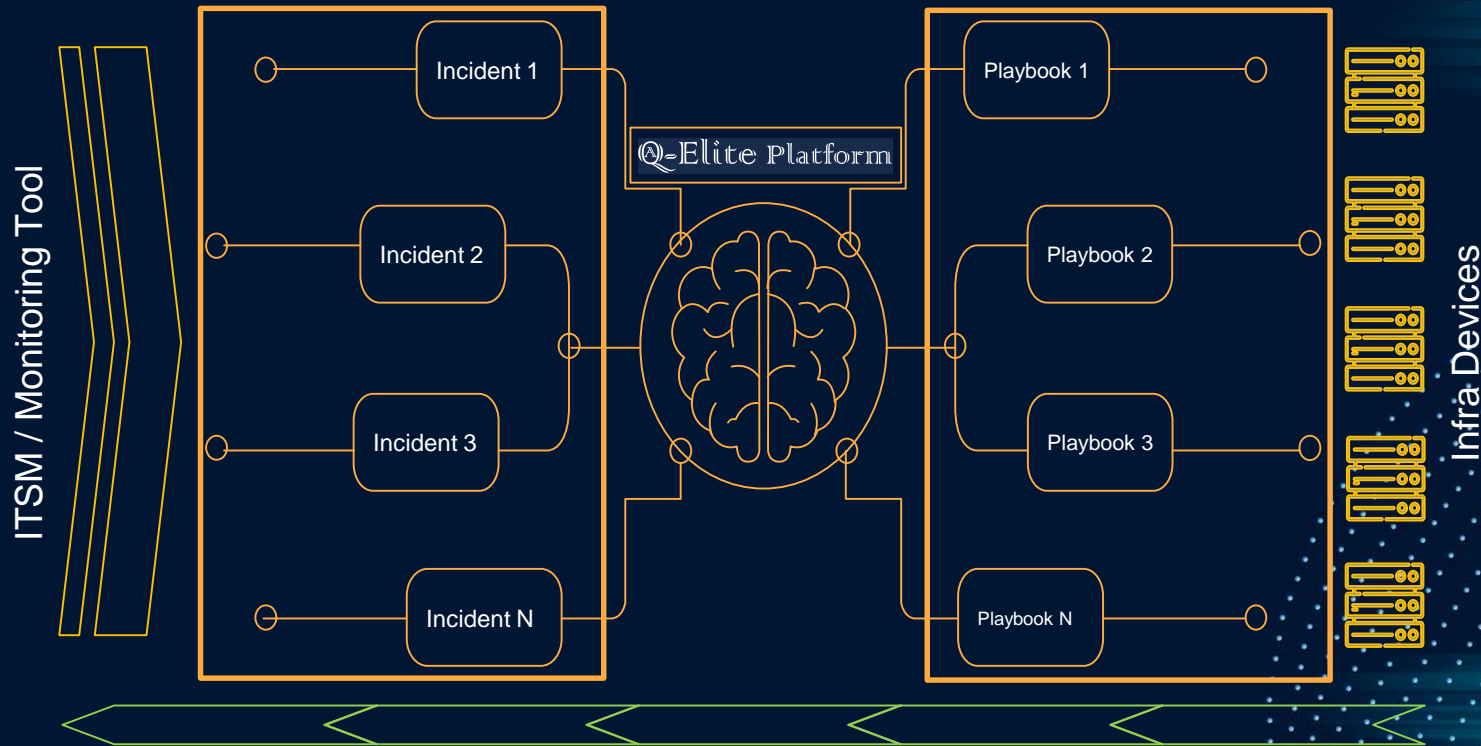 ITSM / Monitoring Tool
Incident 1
Incident 2
Incident 3
Incident N
Q-Elite Platform
Playbook 1
Playbook 2
Playbook 3
Playbook N
Infra Devices